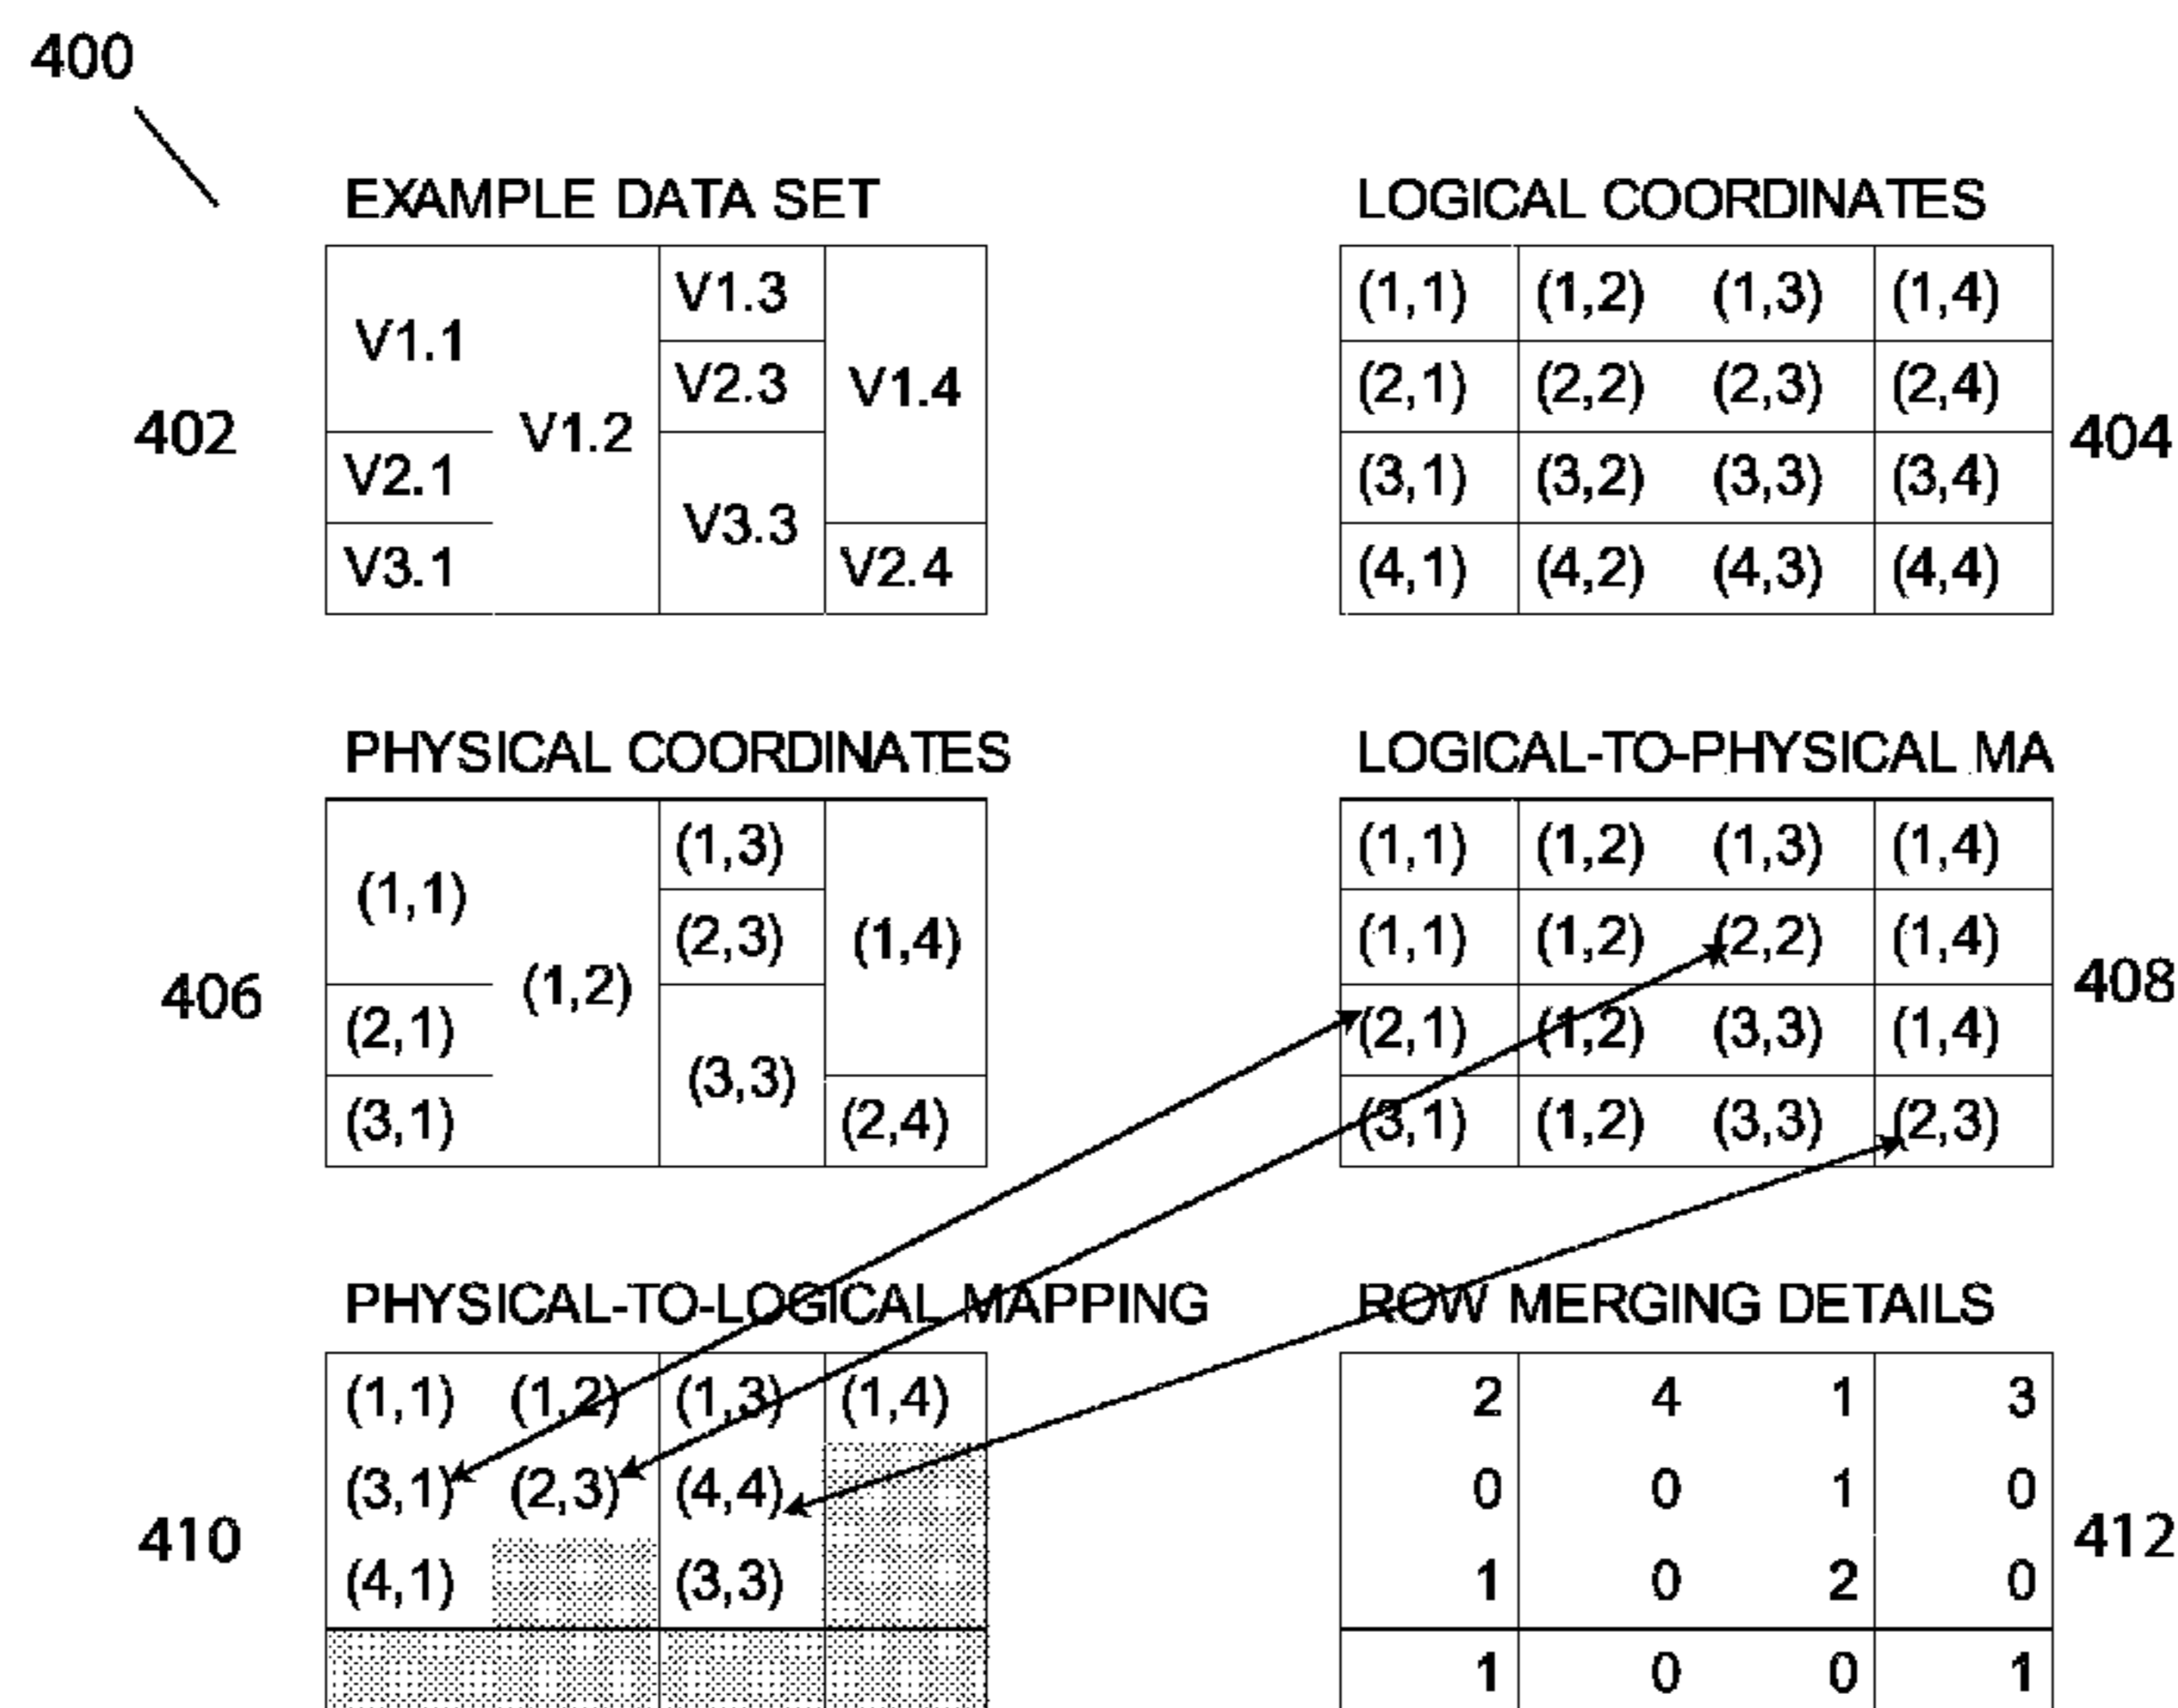 400
EXAMPLE DATA SET
V1.1 V1.2 V1.3 V1.4
V2.3
V2.1 V3.3
V3.1 V2.4
402
LOGICAL COORDINATES
(1,1) (1,2) (1,3) (1,4)
(2,1) (2,2) (2,3) (2,4)
(3,1) (3,2) (3,3) (3,4)
(4,1) (4,2) (4,3) (4,4)
404
PHYSICAL COORDINATES
(1,1) (1,2) (1,3) (1,4)
(2,3)
(2,1) (3,3)
(3,1) (2,4)
406
LOGICAL-TO-PHYSICAL MA
(1,1) (1,2) (1,3) (1,4)
(1,1) (1,2) (2,2) (1,4)
(2,1) (1,2) (3,3) (1,4)
(3,1) (1,2) (3,3) (2,3)
408
PHYSICAL-TO-LOGICAL MAPPING
(1,1) (1,2) (1,3) (1,4)
(3,1) (2,3) (4,4)
(4,1) (3,3)
410
ROW MERGING DETAILS
2 4 1 3
0 0 1 0
1 0 2 0
1 0 0 1
412